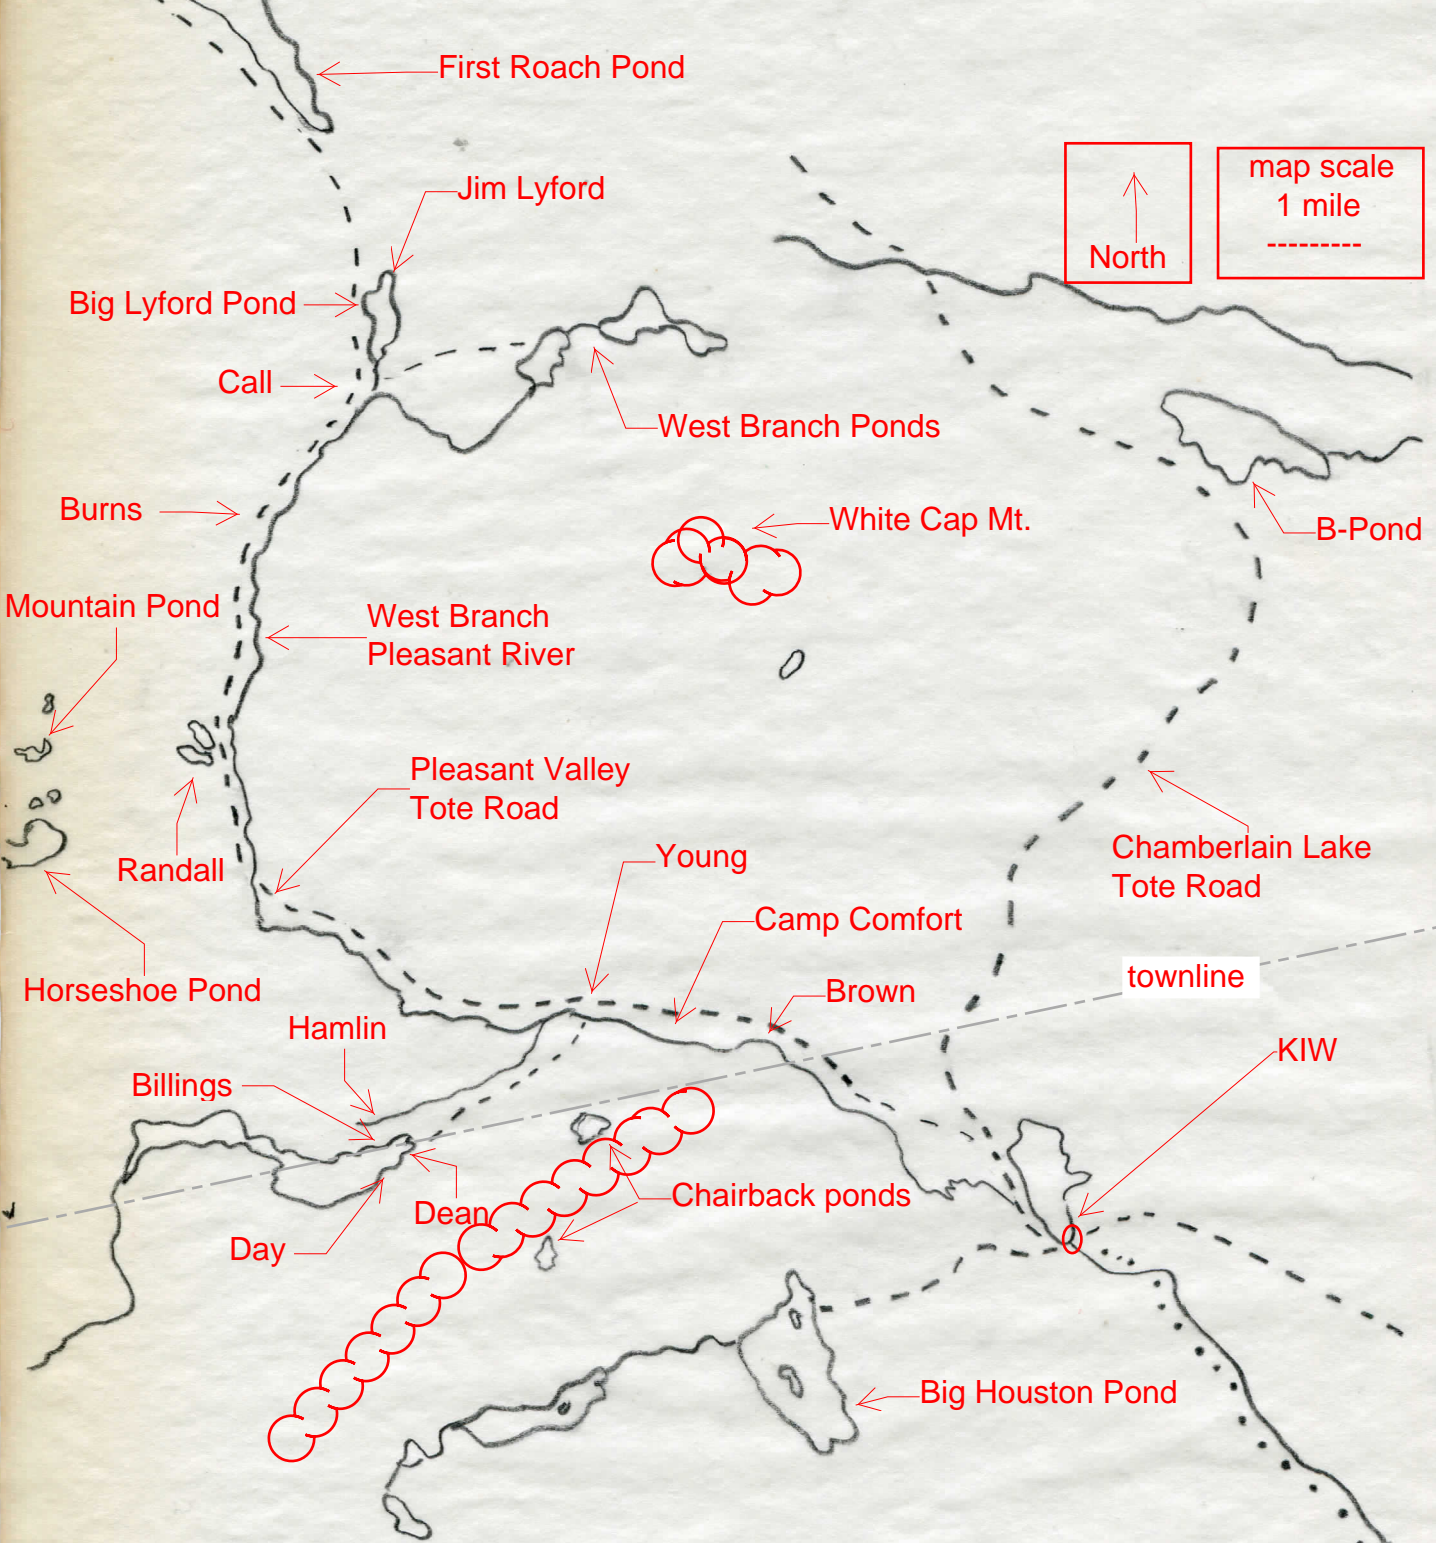 First Roach Pond
Jim Lyford
map scale
1 mile
North
Big Lyford Pond
Call
West Branch Ponds
Burns
White Cap Mt.
B-Pond
Mountain Pond
West Branch
Pleasant River
Pleasant Valley
Tote Road
Randall
Young
Chamberlain Lake
Tote Road
Camp Comfort
Horseshoe Pond
Brown
townline
Hamlin
KIW
Billings
Dean
Chairback ponds
Day
Big Houston Pond